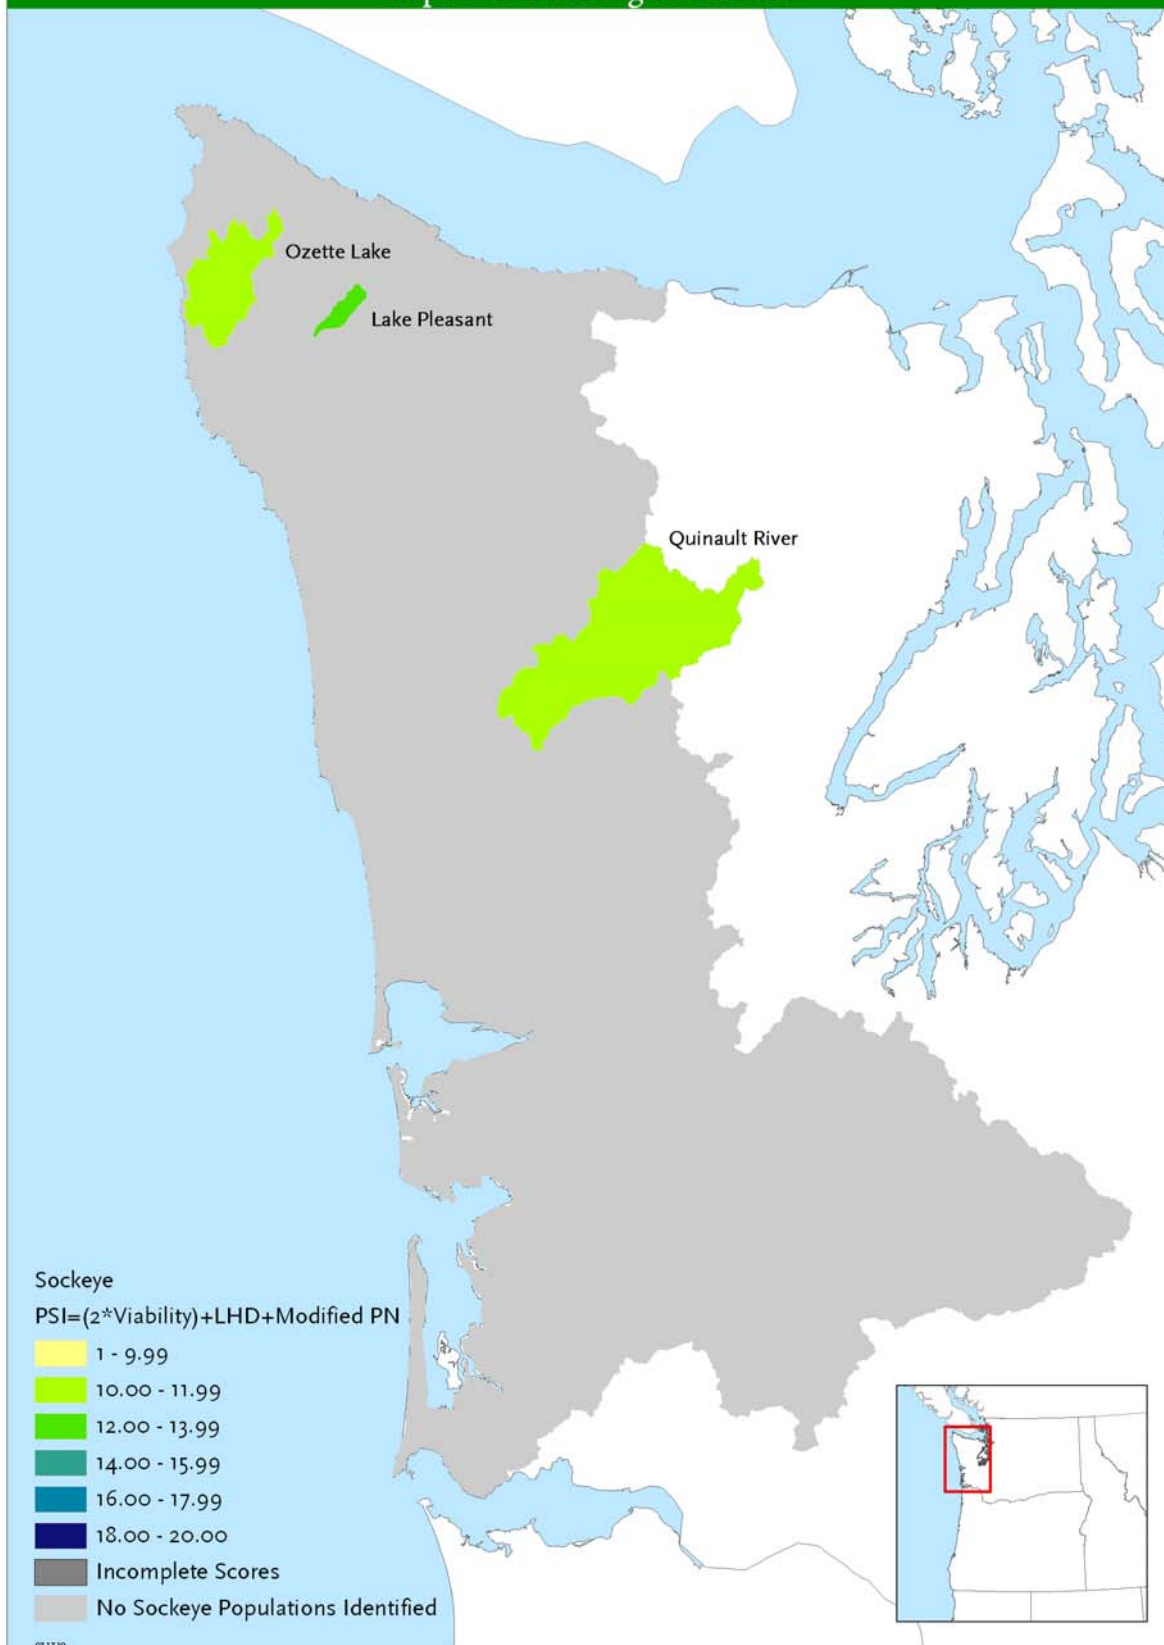 Ozette Lake
Lake Pleasant
Quinault River
Sockeye
PSI=(2*Viability)+LHD+Modified PN
1 - 9.99
10.00 - 11.99
12.00 - 13.99
14.00 - 15.99
16.00 - 17.99
18.00 - 20.00
Incomplete Scores
No Sockeye Populations Identified